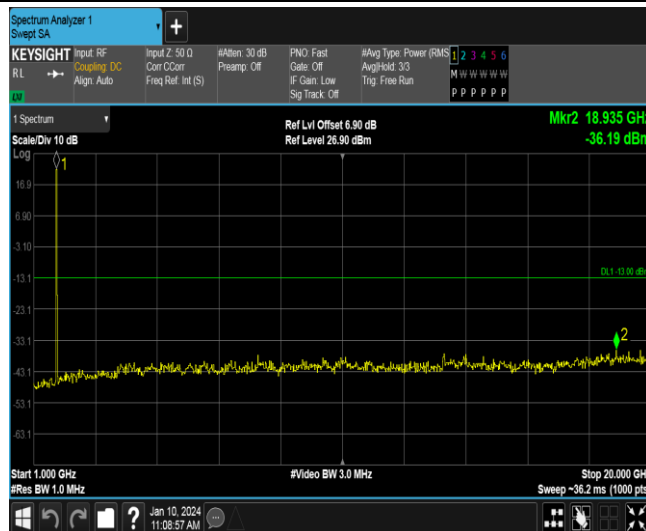 Spectrum Analyzer 1
Swept SA
+
KEYSIGHT Input: RF Input Z: 50 Ω #Atten: 30 dB PNO: Fast #Avg Type: Power (RMS 1 2 3 4 5 6
RL Coupling: DC Corr CCorr Preamp: Off Gate: Off Avg|Hold: 3/3 M W W W W W
Align: Auto Freq Ref: Int (S) IF Gain: Low Trig: Free Run
Sig Track: Off P P P P P P
1 Spectrum
Mkr2 18.935 GHz
Ref Lvl Offset 6.90 dB
Scale/Div 10 dB Ref Level 26.90 dBm -36.19 dBm
Log
1
16.9
6.90
-3.10
DL1 -13.00 dBm
-13.1
-23.1
2
-33.1
-43.1
-53.1
-63.1
Start 1.000 GHz #Video BW 3.0 MHz Stop 20.000 GH
#Res BW 1.0 MHz Sweep ~36.2 ms (1000 pts
? Jan 10, 2024
11:08:57 AM